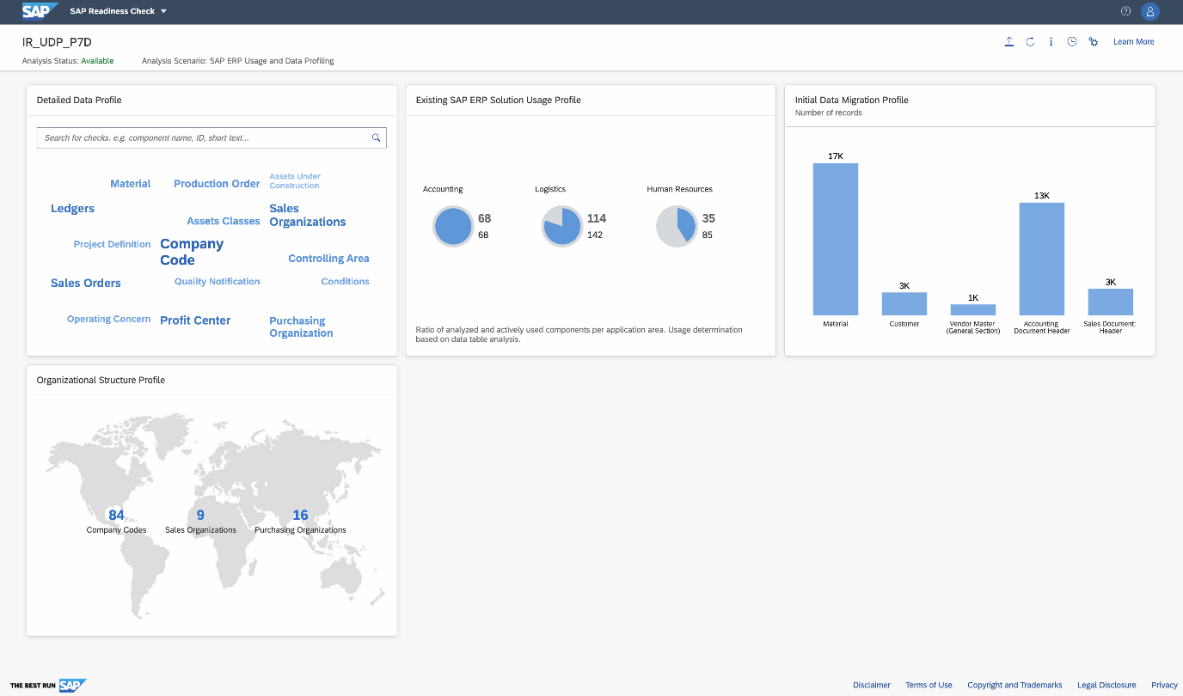 SAP SAP Readiness Check
IR_UDP_P7D
Learn More
Analysis Status: Available Analysis Scenario: SAP ERP Usage and Data Profiling
Detailed Data Profile
Search for checks. e.g. component name, ID, short text...
Material
Production Order
Assets Under
Construction
Ledgers
Assets Classes
Sales
Organizations
Project Definition
Company
Code
Controlling Area
Sales Orders
Quality Notification
Conditions
Operating Concern
Profit Center
Purchasing
Organization
Existing SAP ERP Solution Usage Profile
Accounting
68
68
Logistics
114
142
Human Resources
35
85
Ratio of analyzed and actively used components per application area. Usage determination
based on data table analysis.
Initial Data Migration Profile
Number of records
17K
3K
1K
13K
3K
Material
Customer
Vendor Master
(General Section)
Accounting
Document Header
Sales Document:
Header
Organizational Structure Profile
84
Company Codes
9
Sales Organizations
16
Purchasing Organizations
THE BEST RUN SAP
Disclaimer Terms of Use Copyright and Trademarks Legal Disclosure Privacy